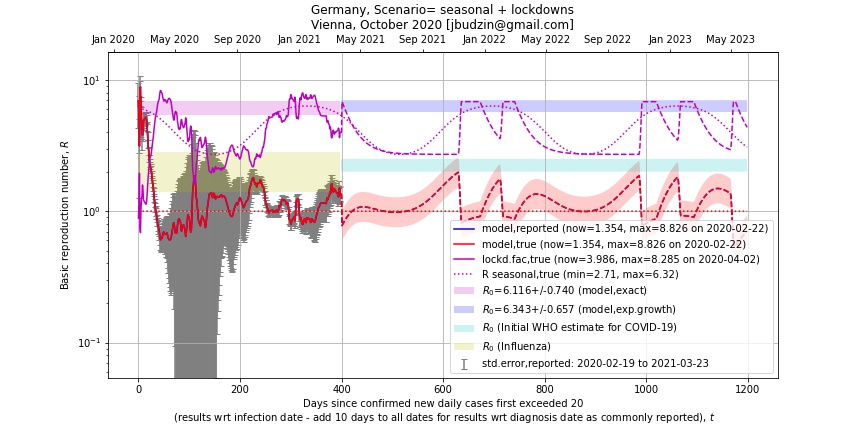 Germany, Scenario= seasonal + lockdowns
Vienna, October 2020 [jbudzin@gmail.com]
Jan 2020 May 2020 Sep 2020 Jan 2021 May 2021 Sep 2021 Jan 2022 May 2022 Sep 2022 Jan 2023 May 2023
Basic reproduction number, R
10¹
10⁰
10⁻¹
model,reported (now=1.354, max=8.826 on 2020-02-22)
model,true (now=1.354, max=8.826 on 2020-02-22)
lockd.fac,true (now=3.986, max=8.285 on 2020-04-02)
R seasonal,true (min=2.71, max=6.32)
R₀=6.116+/-0.740 (model,exact)
R₀=6.343+/-0.657 (model,exp.growth)
R₀ (Initial WHO estimate for COVID-19)
R₀ (Influenza)
std.error,reported: 2020-02-19 to 2021-03-23
0 200 400 600 800 1000 1200
Days since confirmed new daily cases first exceeded 20
(results wrt infection date - add 10 days to all dates for results wrt diagnosis date as commonly reported), t